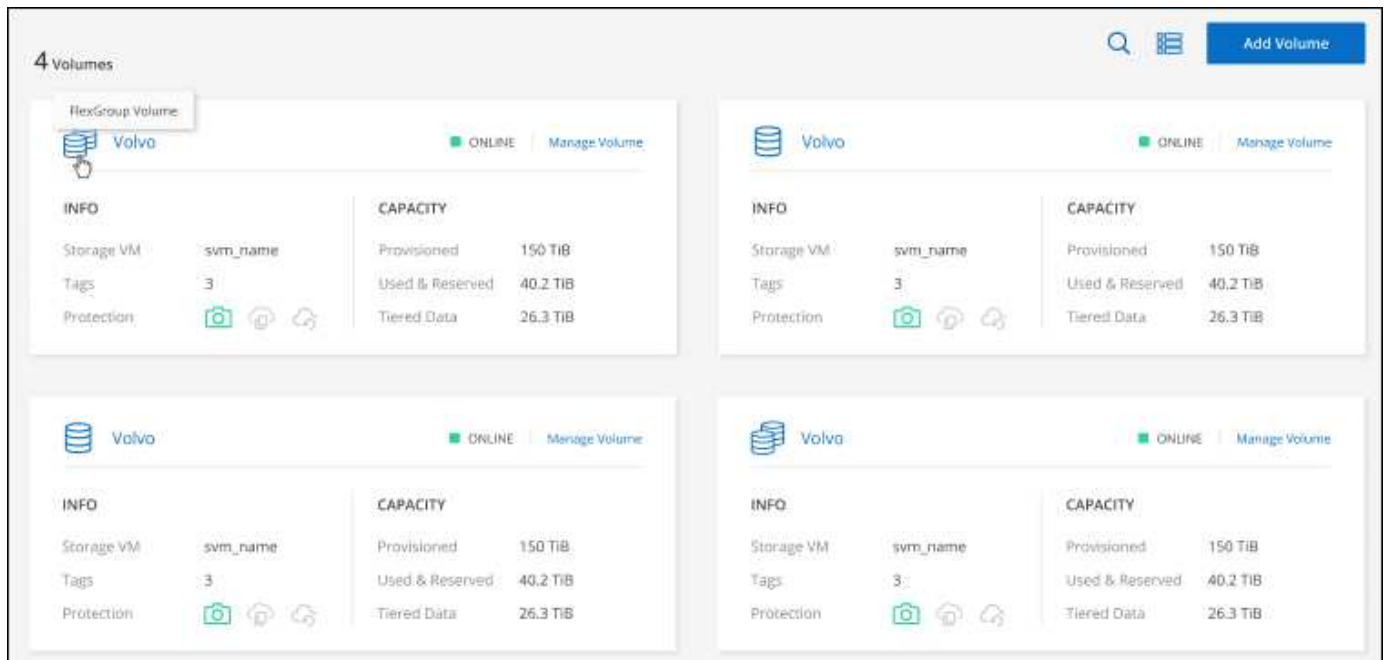 4 Volumes
Add Volume
FlexGroup Volume
Volvo
ONLINE
Manage Volume
INFO
CAPACITY
Storage VM svm_name
Provisioned 150 TiB
Tags 3
Used & Reserved 40.2 TiB
Protection
Tiered Data 26.3 TiB
Volvo
ONLINE
Manage Volume
INFO
CAPACITY
Storage VM svm_name
Provisioned 150 TiB
Tags 3
Used & Reserved 40.2 TiB
Protection
Tiered Data 26.3 TiB
Volvo
ONLINE
Manage Volume
INFO
CAPACITY
Storage VM svm_name
Provisioned 150 TiB
Tags 3
Used & Reserved 40.2 TiB
Protection
Tiered Data 26.3 TiB
Volvo
ONLINE
Manage Volume
INFO
CAPACITY
Storage VM svm_name
Provisioned 150 TiB
Tags 3
Used & Reserved 40.2 TiB
Protection
Tiered Data 26.3 TiB